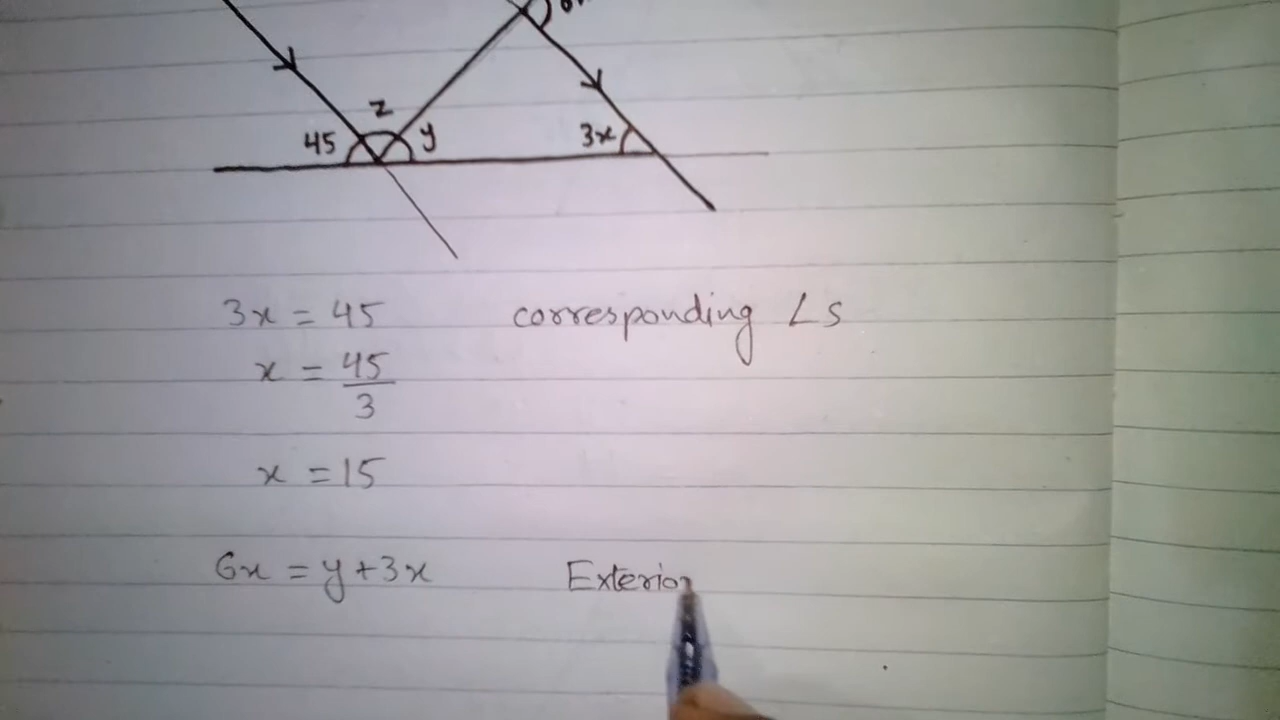 z
45 y 3x
3x = 45 corresponding ∠s
x = 45/3
x = 15
6x = y+3x Exterior